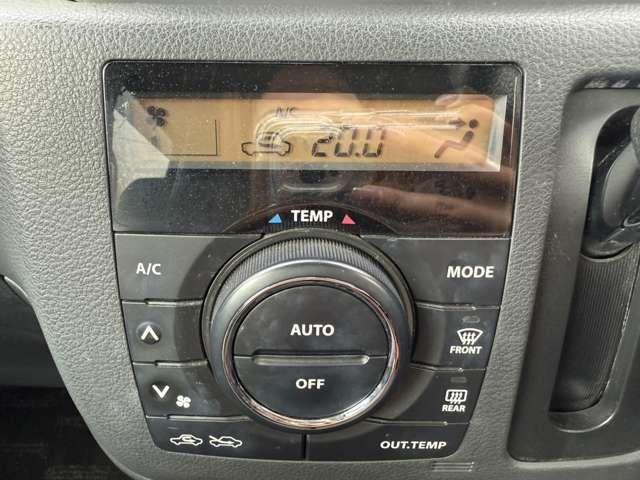 A/C
20.0
TEMP
A/C
MODE
AUTO
FRONT
OFF
REAR
OUT.TEMP